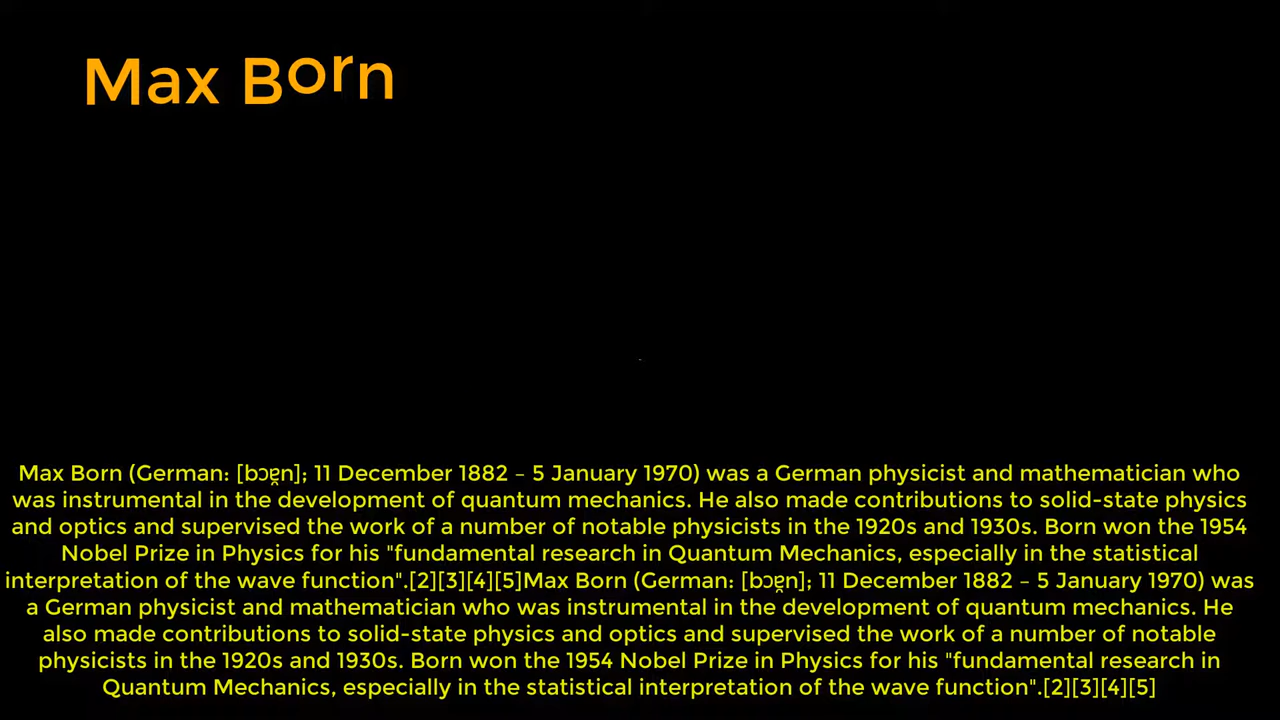 Max Born
Max Born (German: [bɔɐ̯n]; 11 December 1882 – 5 January 1970) was a German physicist and mathematician who
was instrumental in the development of quantum mechanics. He also made contributions to solid-state physics
and optics and supervised the work of a number of notable physicists in the 1920s and 1930s. Born won the 1954
Nobel Prize in Physics for his "fundamental research in Quantum Mechanics, especially in the statistical
interpretation of the wave function".[2][3][4][5]Max Born (German: [bɔɐ̯n]; 11 December 1882 – 5 January 1970) was
a German physicist and mathematician who was instrumental in the development of quantum mechanics. He
also made contributions to solid-state physics and optics and supervised the work of a number of notable
physicists in the 1920s and 1930s. Born won the 1954 Nobel Prize in Physics for his "fundamental research in
Quantum Mechanics, especially in the statistical interpretation of the wave function".[2][3][4][5]